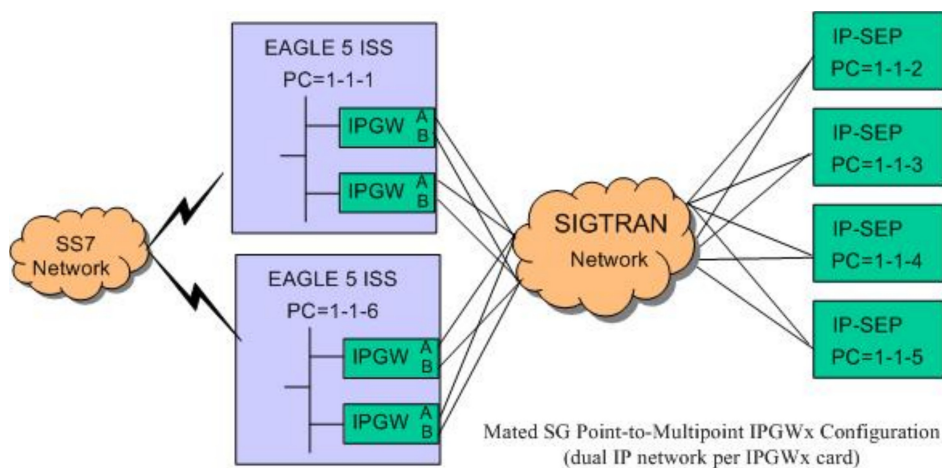 EAGLE 5 ISS
PC=1-1-1
IPGW A
B
IPGW A
B
SS7
Network
EAGLE 5 ISS
PC=1-1-6
IPGW A
B
IPGW A
B
SIGTRAN
Network
IP-SEP
PC=1-1-2
IP-SEP
PC=1-1-3
IP-SEP
PC=1-1-4
IP-SEP
PC=1-1-5
Mated SG Point-to-Multipoint IPGWx Configuration
(dual IP network per IPGWx card)